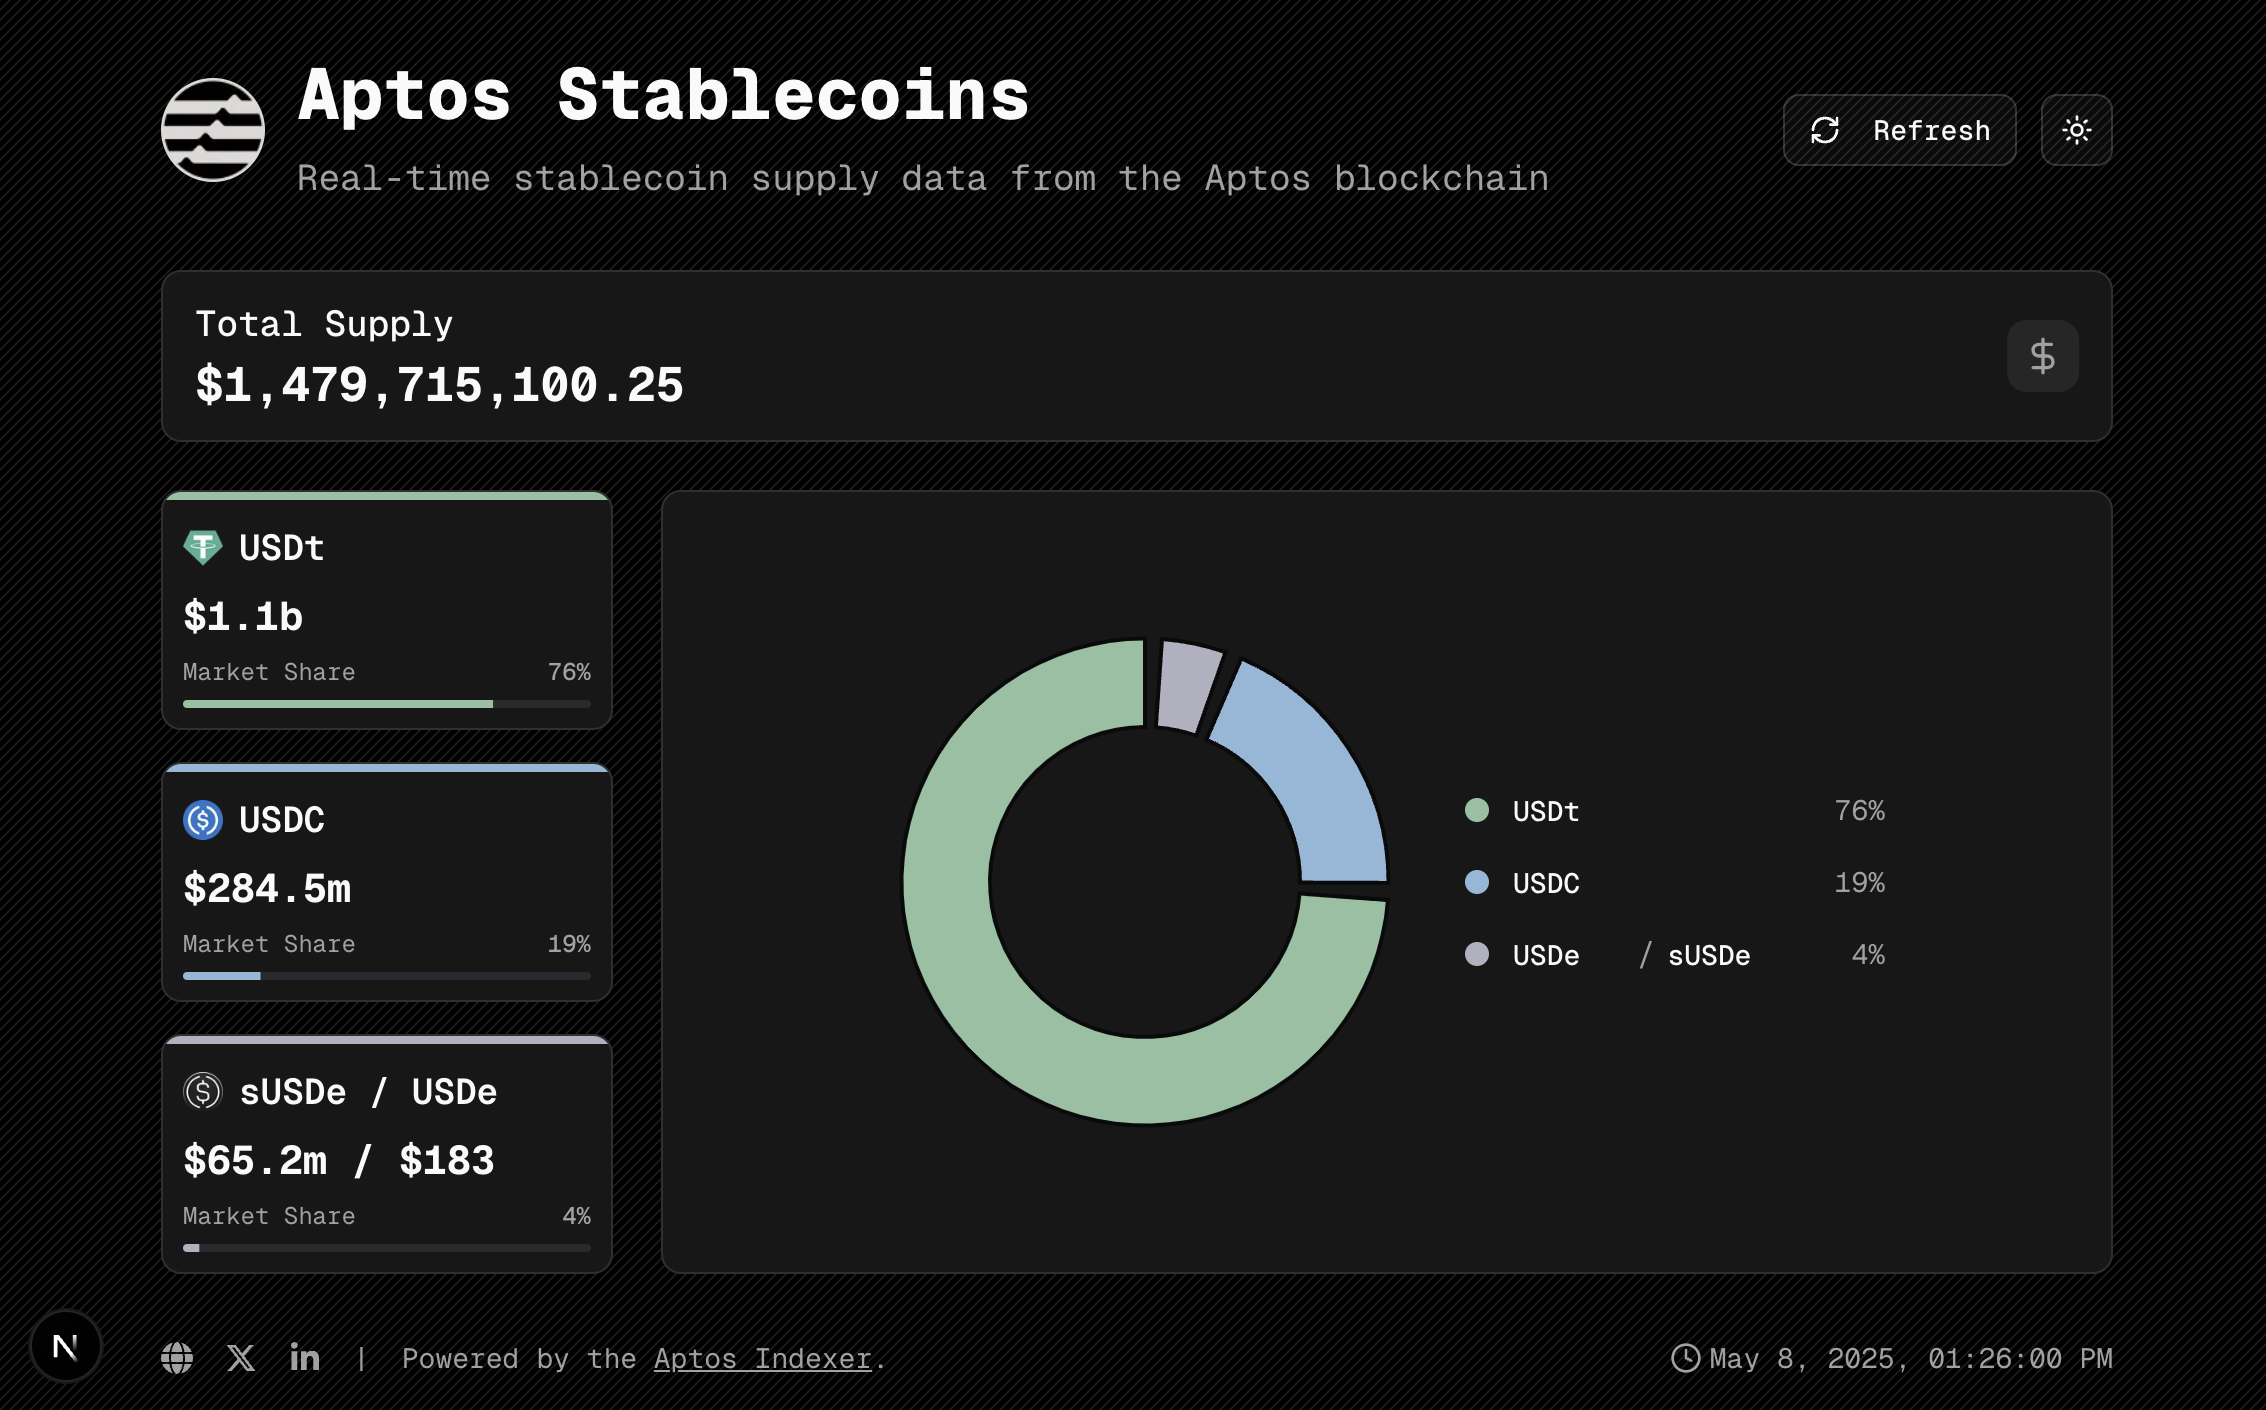 Aptos Stablecoins
Real-time stablecoin supply data from the Aptos blockchain
Refresh
Total Supply
$1,479,715,100.25
$
USDt
$1.1b
Market Share 76%
USDC
$284.5m
Market Share 19%
sUSDe / USDe
$65.2m / $183
Market Share 4%
USDt 76%
USDC 19%
USDe / sUSDe 4%
N
X in | Powered by the Aptos Indexer.
May 8, 2025, 01:26:00 PM